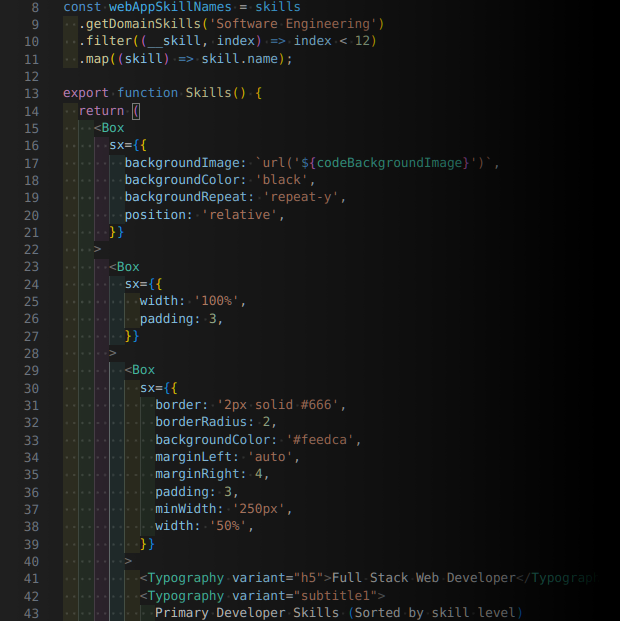 8 const webAppSkillNames = skills
9   .getDomainSkills('Software Engineering')
10   .filter((__skill, index) => index < 12)
11   .map((skill) => skill.name);
12
13 export function Skills() {
14   return (
15     <Box
16       sx={{
17         backgroundImage: `url('${codeBackgroundImage}')`,
18         backgroundColor: 'black',
19         backgroundRepeat: 'repeat-y',
20         position: 'relative',
21       }}
22     >
23       <Box
24         sx={{
25           width: '100%',
26           padding: 3,
27         }}
28       >
29         <Box
30           sx={{
31             border: '2px solid #666',
32             borderRadius: 2,
33             backgroundColor: '#feedca',
34             marginLeft: 'auto',
35             marginRight: 4,
36             padding: 3,
37             minWidth: '250px',
38             width: '50%',
39           }}
40         >
41           <Typography variant="h5">Full Stack Web Developer</Typograph
42           <Typography variant="subtitle1">
43             Primary Developer Skills (Sorted by skill level)